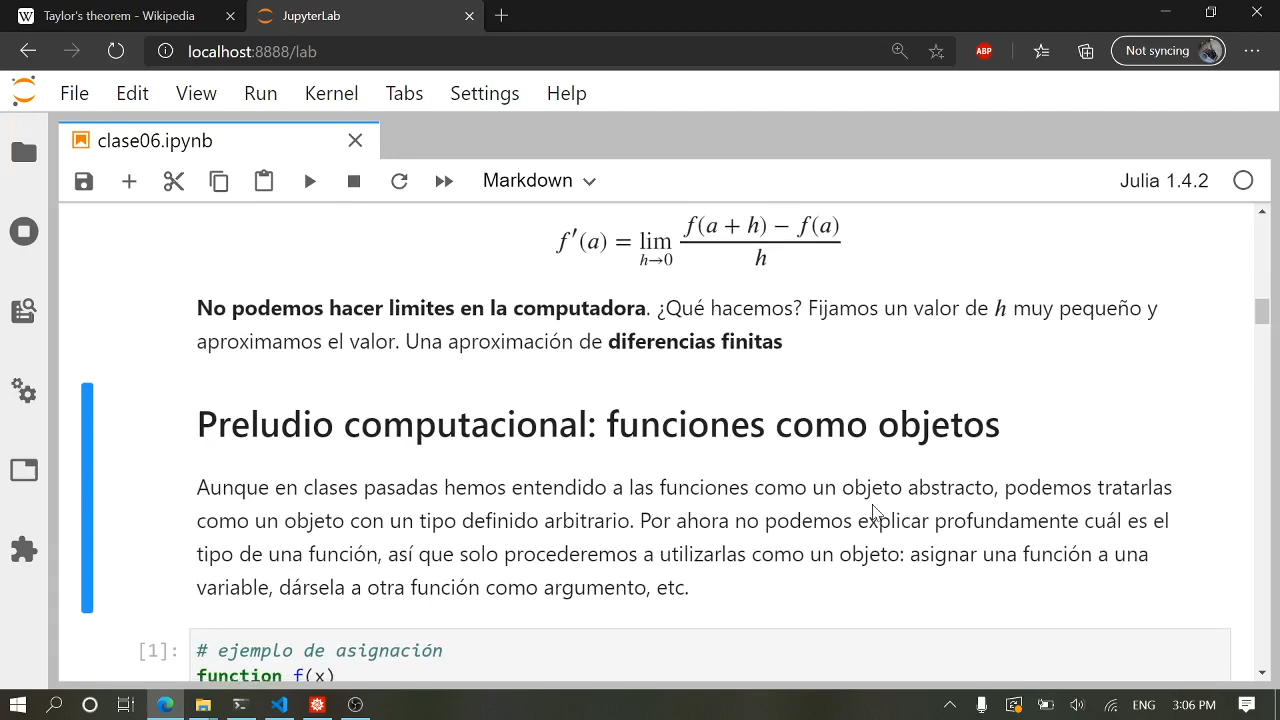 Taylor's theorem - Wikipedia
JupyterLab
localhost:8888/lab
ABP
Not syncing
File Edit View Run Kernel Tabs Settings Help
clase06.ipynb
Markdown
Julia 1.4.2
f′(a) = lim h→0 f(a + h) − f(a) / h
No podemos hacer limites en la computadora. ¿Qué hacemos? Fijamos un valor de h muy pequeño y
aproximamos el valor. Una aproximación de diferencias finitas
Preludio computacional: funciones como objetos
Aunque en clases pasadas hemos entendido a las funciones como un objeto abstracto, podemos tratarlas
como un objeto con un tipo definido arbitrario. Por ahora no podemos explicar profundamente cuál es el
tipo de una función, así que solo procederemos a utilizarlas como un objeto: asignar una función a una
variable, dársela a otra función como argumento, etc.
[1]: # ejemplo de asignación
function f(x)
ENG 3:06 PM